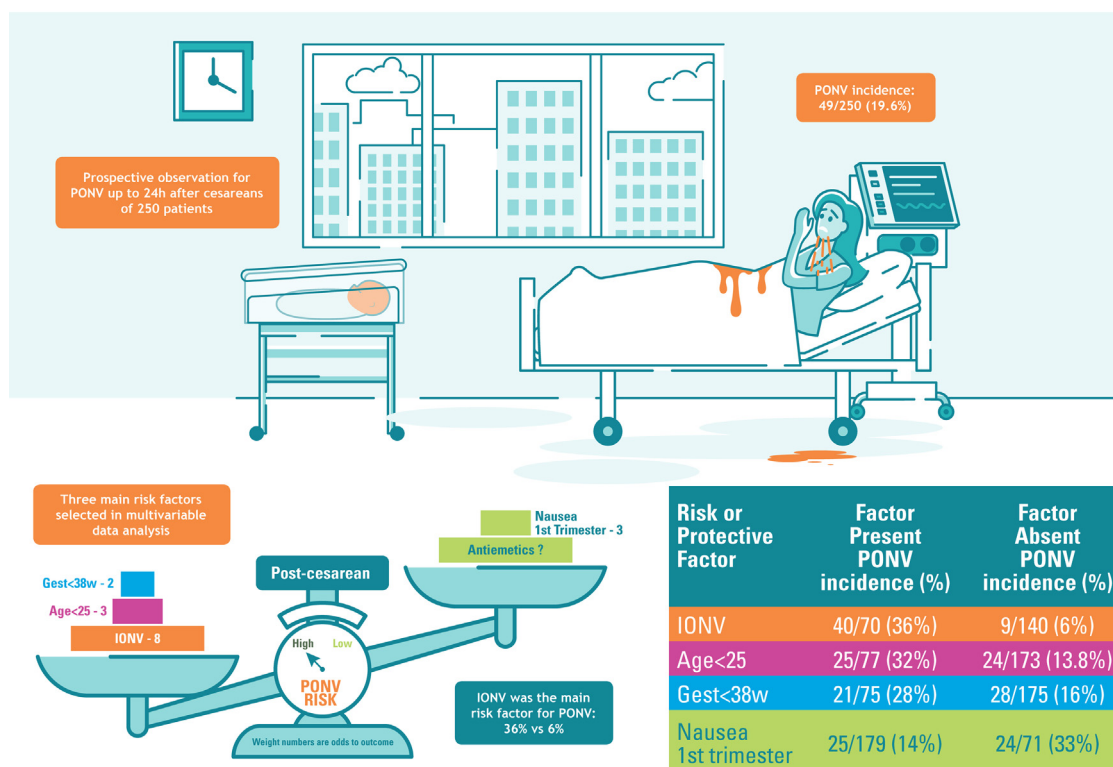 PONV incidence:
49/250 (19.6%)
Prospective observation for
PONV up to 24h after cesareans
of 250 patients
Three main risk factors
selected in multivariable
data analysis
Gest<38w - 2
Age<25 - 3
IONV - 8
Post-cesarean
High Low
PONV
RISK
Weight numbers are odds to outcome
Nausea
1st Trimester - 3
Antiemetics ?
IONV was the main
risk factor for PONV:
36% vs 6%
Risk or
Protective
Factor
Factor
Present
PONV
incidence (%)
Factor
Absent
PONV
incidence (%)
IONV 40/70 (36%) 9/140 (6%)
Age<25 25/77 (32%) 24/173 (13.8%)
Gest<38w 21/75 (28%) 28/175 (16%)
Nausea
1st trimester 25/179 (14%) 24/71 (33%)